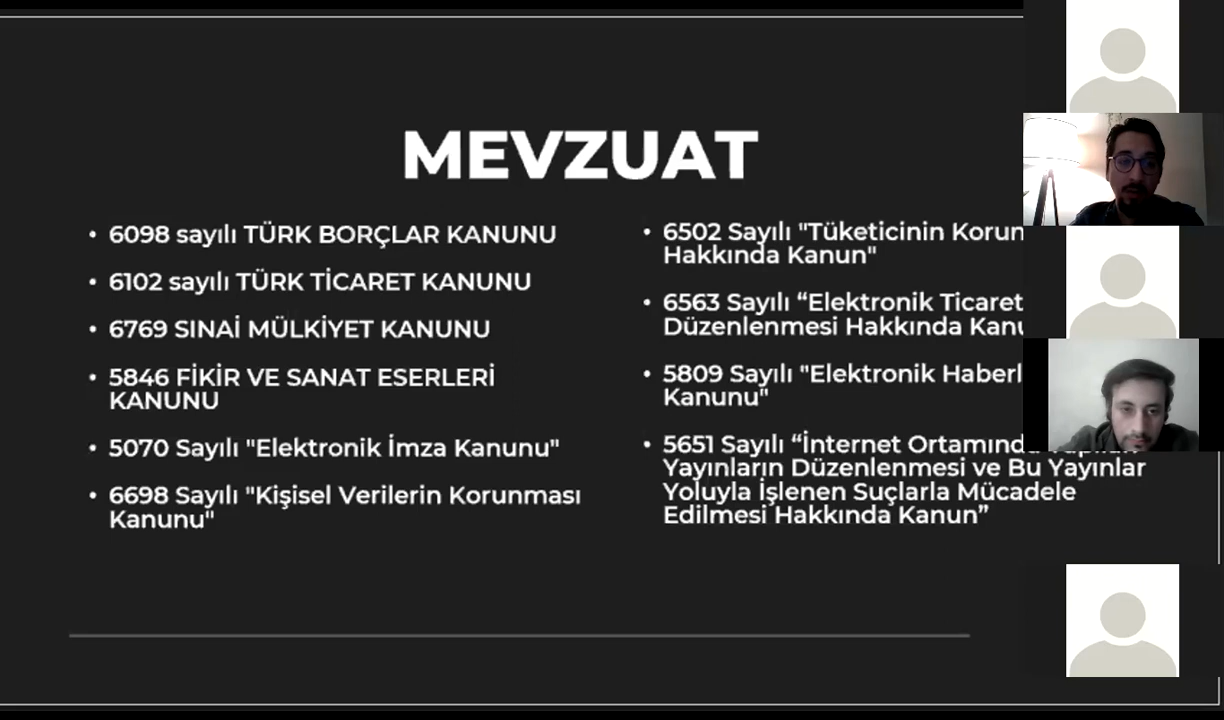 MEVZUAT
• 6098 sayılı TÜRK BORÇLAR KANUNU
• 6102 sayılı TÜRK TİCARET KANUNU
• 6769 SINAİ MÜLKİYET KANUNU
• 5846 FİKİR VE SANAT ESERLERİ
KANUNU
• 5070 Sayılı "Elektronik İmza Kanunu"
• 6698 Sayılı "Kişisel Verilerin Korunması
Kanunu"
• 6502 Sayılı "Tüketicinin
Hakkında Kanun"
• 6563 Sayılı “Elektronik Ticaret
Düzenlenmesi Hakkında
• 5809 Sayılı "Elektronik
Kanunu"
• 5651 Sayılı “İnternet
Yayınların Düzenlenmesi ve Bu Yayınlar
Yoluyla İşlenen Suçlarla Mücadele
Edilmesi Hakkında Kanun”